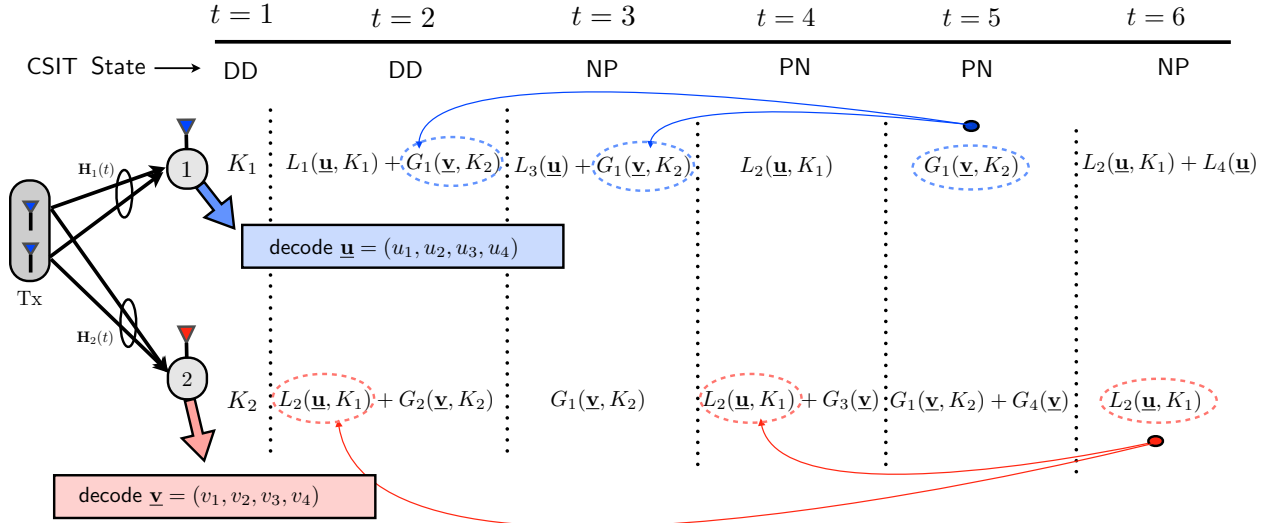 t = 1 t = 2 t = 3 t = 4 t = 5 t = 6
CSIT State DD DD NP PN PN NP
H₁(t) 1 K₁ L₁(u̲, K₁) + G₁(v̲, K₂) L₃(u̲) + G₁(v̲, K₂) L₂(u̲, K₁) G₁(v̲, K₂) L₂(u̲, K₁) + L₄(u̲)
decode u̲ = (u₁, u₂, u₃, u₄)
Tx
H₂(t)
2 K₂ L₂(u̲, K₁) + G₂(v̲, K₂) G₁(v̲, K₂) L₂(u̲, K₁) + G₃(v̲) G₁(v̲, K₂) + G₄(v̲) L₂(u̲, K₁)
decode v̲ = (v₁, v₂, v₃, v₄)